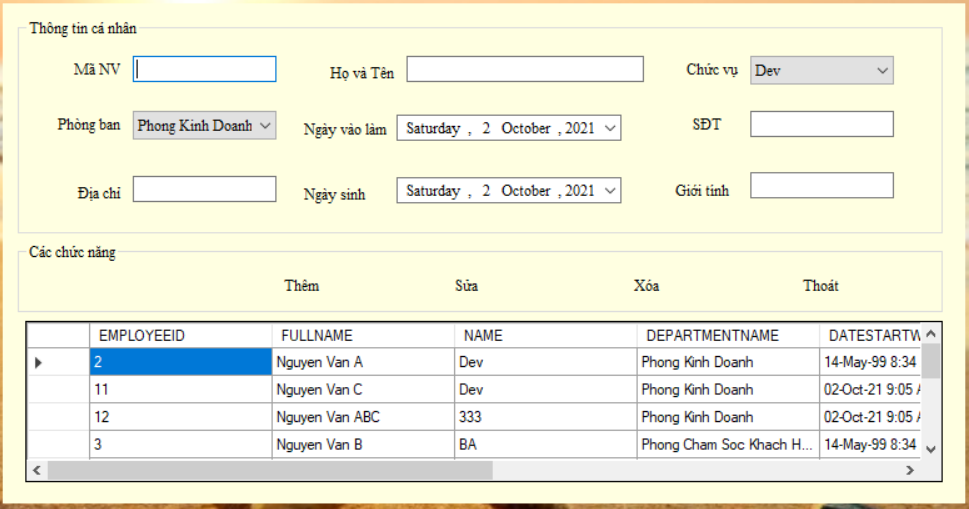 Thông tin cá nhân
Mã NV
Họ và Tên
Chức vụ Dev
Phòng ban Phong Kinh Doanh
Ngày vào làm Saturday , 2 October , 2021
SĐT
Địa chỉ
Ngày sinh Saturday , 2 October , 2021
Giới tính
Các chức năng
Thêm Sửa Xóa Thoát
EMPLOYEEID FULLNAME NAME DEPARTMENTNAME DATESTARTW
2 Nguyen Van A Dev Phong Kinh Doanh 14-May-99 8:34
11 Nguyen Van C Dev Phong Kinh Doanh 02-Oct-21 9:05
12 Nguyen Van ABC 333 Phong Kinh Doanh 02-Oct-21 9:05
3 Nguyen Van B BA Phong Cham Soc Khach H... 14-May-99 8:34